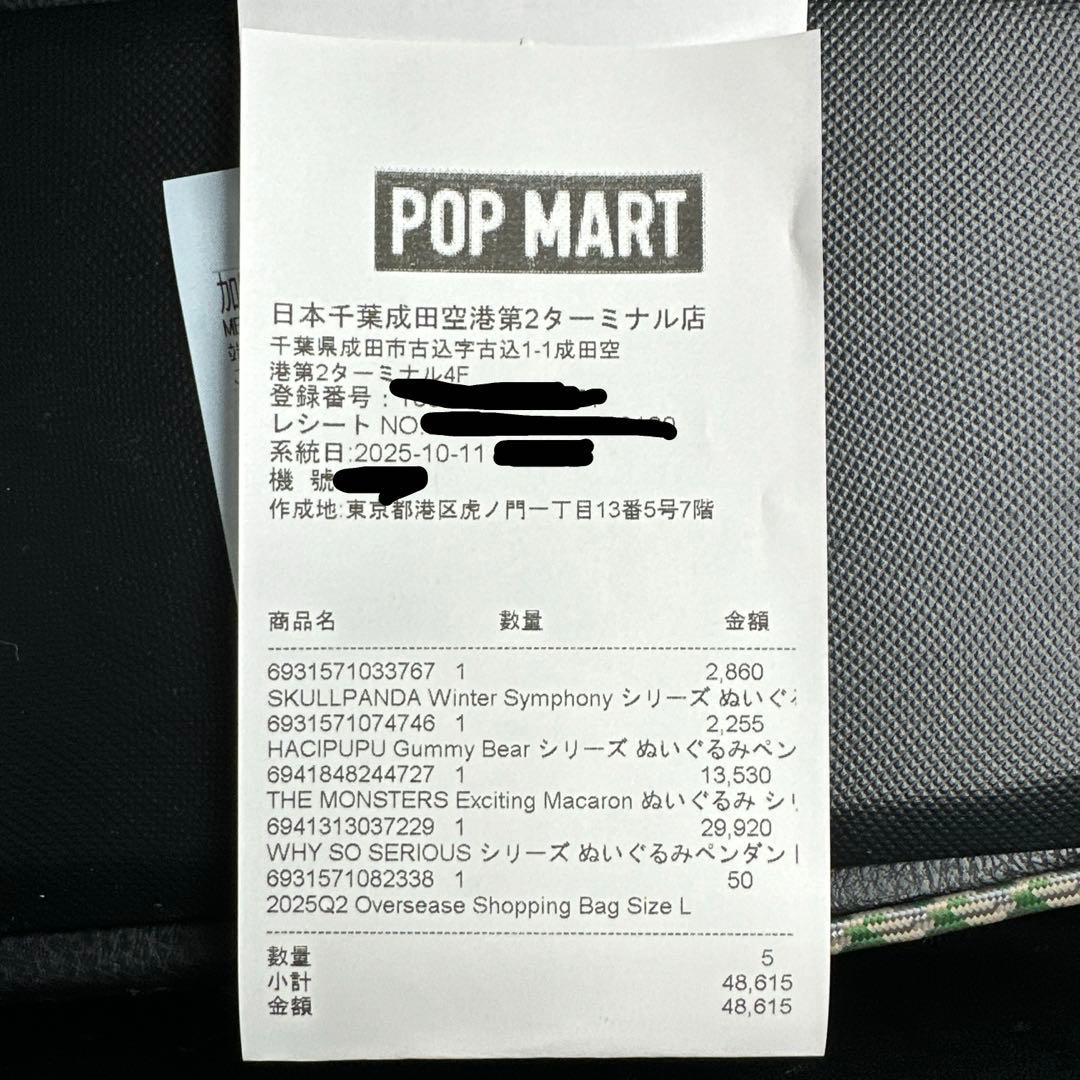 POP MART
日本千葉成田空港第2ターミナル店
千葉県成田市古込字古込1-1成田空
港第2ターミナル4F
登録番号:
レシート NO:
系統日:2025-10-11
機 號
作成地:東京都港区虎ノ門一丁目13番5号7階
商品名 數量 金額
6931571033767 1 2,860
SKULLPANDA Winter Symphony シリーズ ぬいぐ
6931571074746 1 2,255
HACIPUPU Gummy Bear シリーズ ぬいぐるみペン
6941848244727 1 13,530
THE MONSTERS Exciting Macaron ぬいぐるみ シ
6941313037229 1 29,920
WHY SO SERIOUS シリーズ ぬいぐるみペンダン
6931571082338 1 50
2025Q2 Oversease Shopping Bag Size L
數量 5
小計 48,615
金額 48,615
加